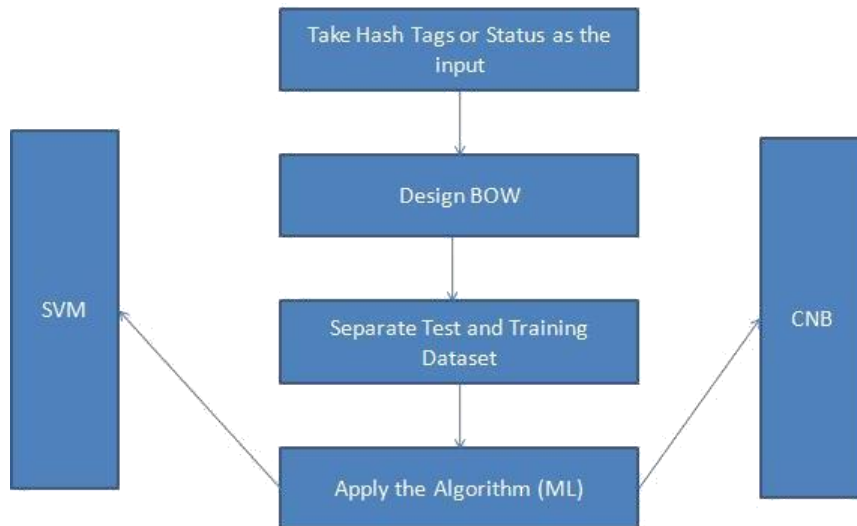 Take Hash Tags or Status as the
input
Design BOW
SVM
Separate Test and Training
Dataset
CNB
Apply the Algorithm (ML)